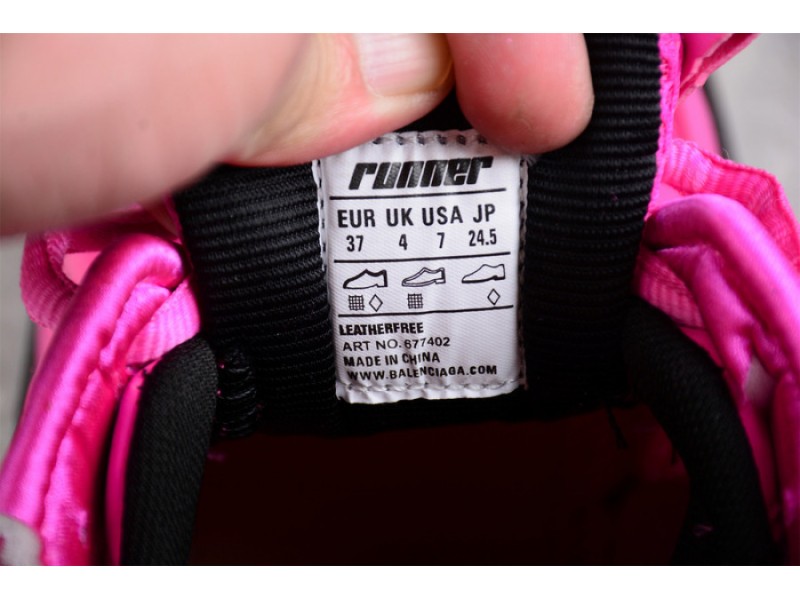 runner
EUR UK USA JP
37 4 7 24.5
LEATHERFREE
ART NO. 677402
MADE IN CHINA
WWW.BALENCIAGA.COM